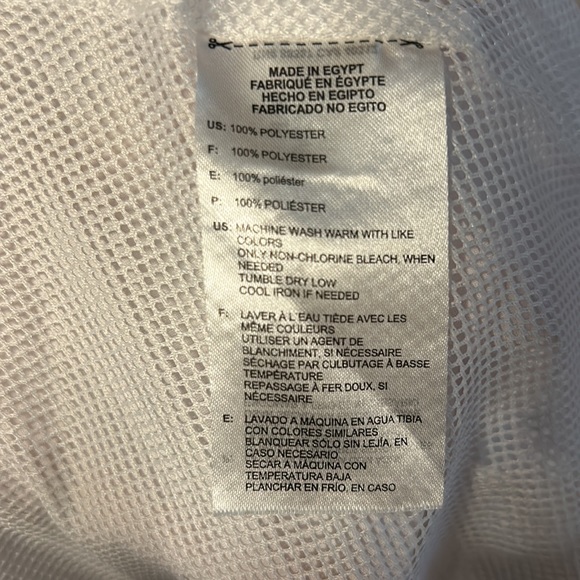 MADE IN EGYPT
FABRIQUÉ EN ÉGYPTE
HECHO EN EGIPTO
FABRICADO NO EGITO
US: 100% POLYESTER
F: 100% POLYESTER
E: 100% poliéster
P: 100% POLIÉSTER
US: MACHINE WASH WARM WITH LIKE
COLORS
ONLY NON-CHLORINE BLEACH, WHEN
NEEDED
TUMBLE DRY LOW
COOL IRON IF NEEDED
F: LAVER À L'EAU TIÈDE AVEC LES
MÊME COULEURS
UTILISER UN AGENT DE
BLANCHIMENT, SI NÉCESSAIRE
SÉCHAGE PAR CULBUTAGE À BASSE
TEMPÉRATURE
REPASSAGE À FER DOUX, SI
NÉCESSAIRE
E: LAVADO A MÁQUINA EN AGUA TIBIA
CON COLORES SIMILARES
BLANQUEAR SÓLO SIN LEJÍA, EN
CASO NECESARIO
SECAR A MÁQUINA CON
TEMPERATURA BAJA
PLANCHAR EN FRÍO, EN CASO